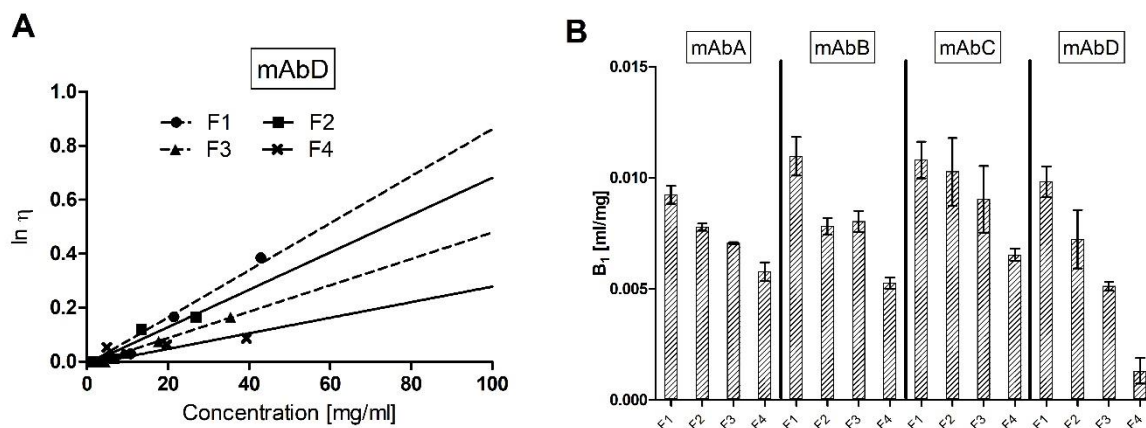 A
mAbD
F1 F2
F3 F4
1.0
0.8
0.6
0.4
0.2
0.0
0 20 40 60 80 100
ln η
Concentration [mg/ml]
B
mAbA mAbB mAbC mAbD
0.015
0.010
0.005
0.000
B₁ [ml/mg]
F1 F2 F3 F4 F1 F2 F3 F4 F1 F2 F3 F4 F1 F2 F3 F4